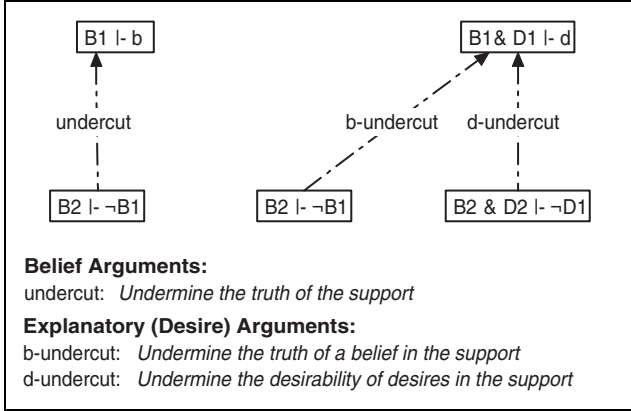 B1 |- b
B1& D1 |- d
undercut
b-undercut
d-undercut
B2 |- ¬B1
B2 |- ¬B1
B2 & D2 |- ¬D1
Belief Arguments:
undercut: Undermine the truth of the support
Explanatory (Desire) Arguments:
b-undercut: Undermine the truth of a belief in the support
d-undercut: Undermine the desirability of desires in the support